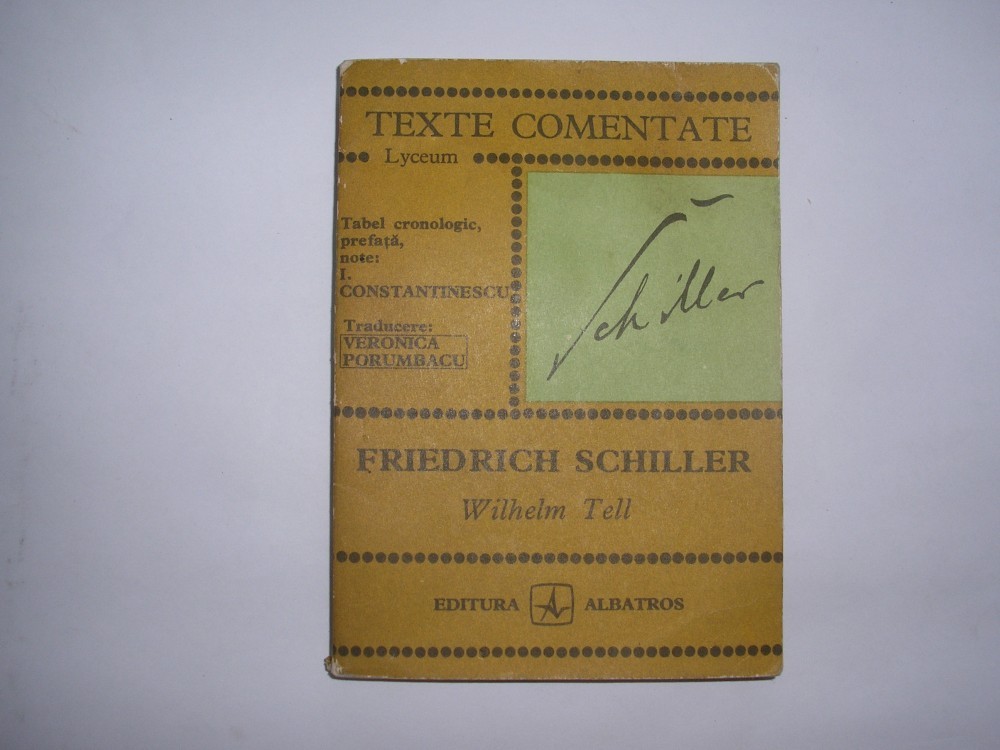 TEXTE COMENTATE
Lyceum
Tabel cronologic,
prefață,
note:
I.
CONSTANTINESCU
Traducere:
VERONICA
PORUMBACU
Schiller
FRIEDRICH SCHILLER
Wilhelm Tell
EDITURA ALBATROS